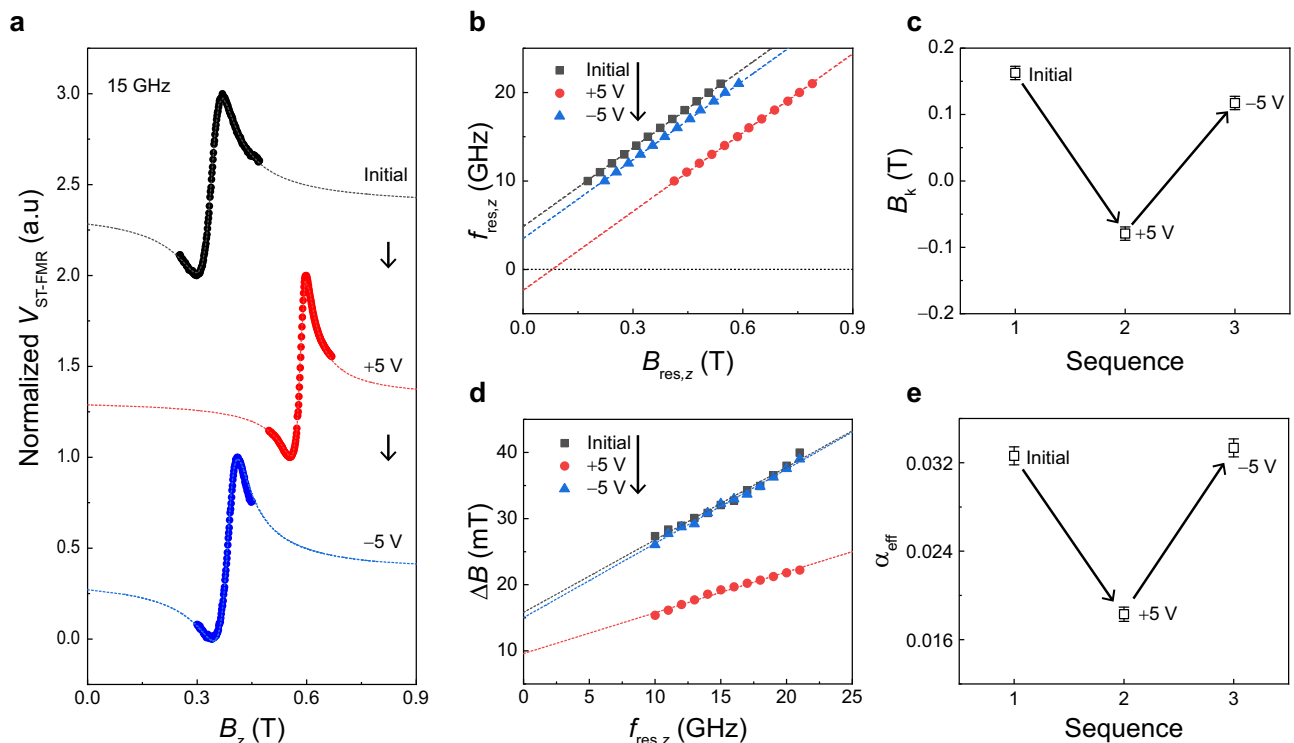 a
15 GHz
Normalized V_ST-FMR (a.u)
3.0
2.5
2.0
1.5
1.0
0.5
0.0
Initial
+5 V
−5 V
0.0 0.3 0.6 0.9
B_z (T)
b
Initial
+5 V
−5 V
f_res,z (GHz)
20
10
0
0.0 0.3 0.6 0.9
B_res,z (T)
c
B_k (T)
0.2
0.1
0.0
−0.1
−0.2
Initial
+5 V
−5 V
1 2 3
Sequence
d
Initial
+5 V
−5 V
ΔB (mT)
40
30
20
10
0 5 10 15 20 25
f_res,z (GHz)
e
α_eff
0.032
0.024
0.016
Initial
+5 V
−5 V
1 2 3
Sequence